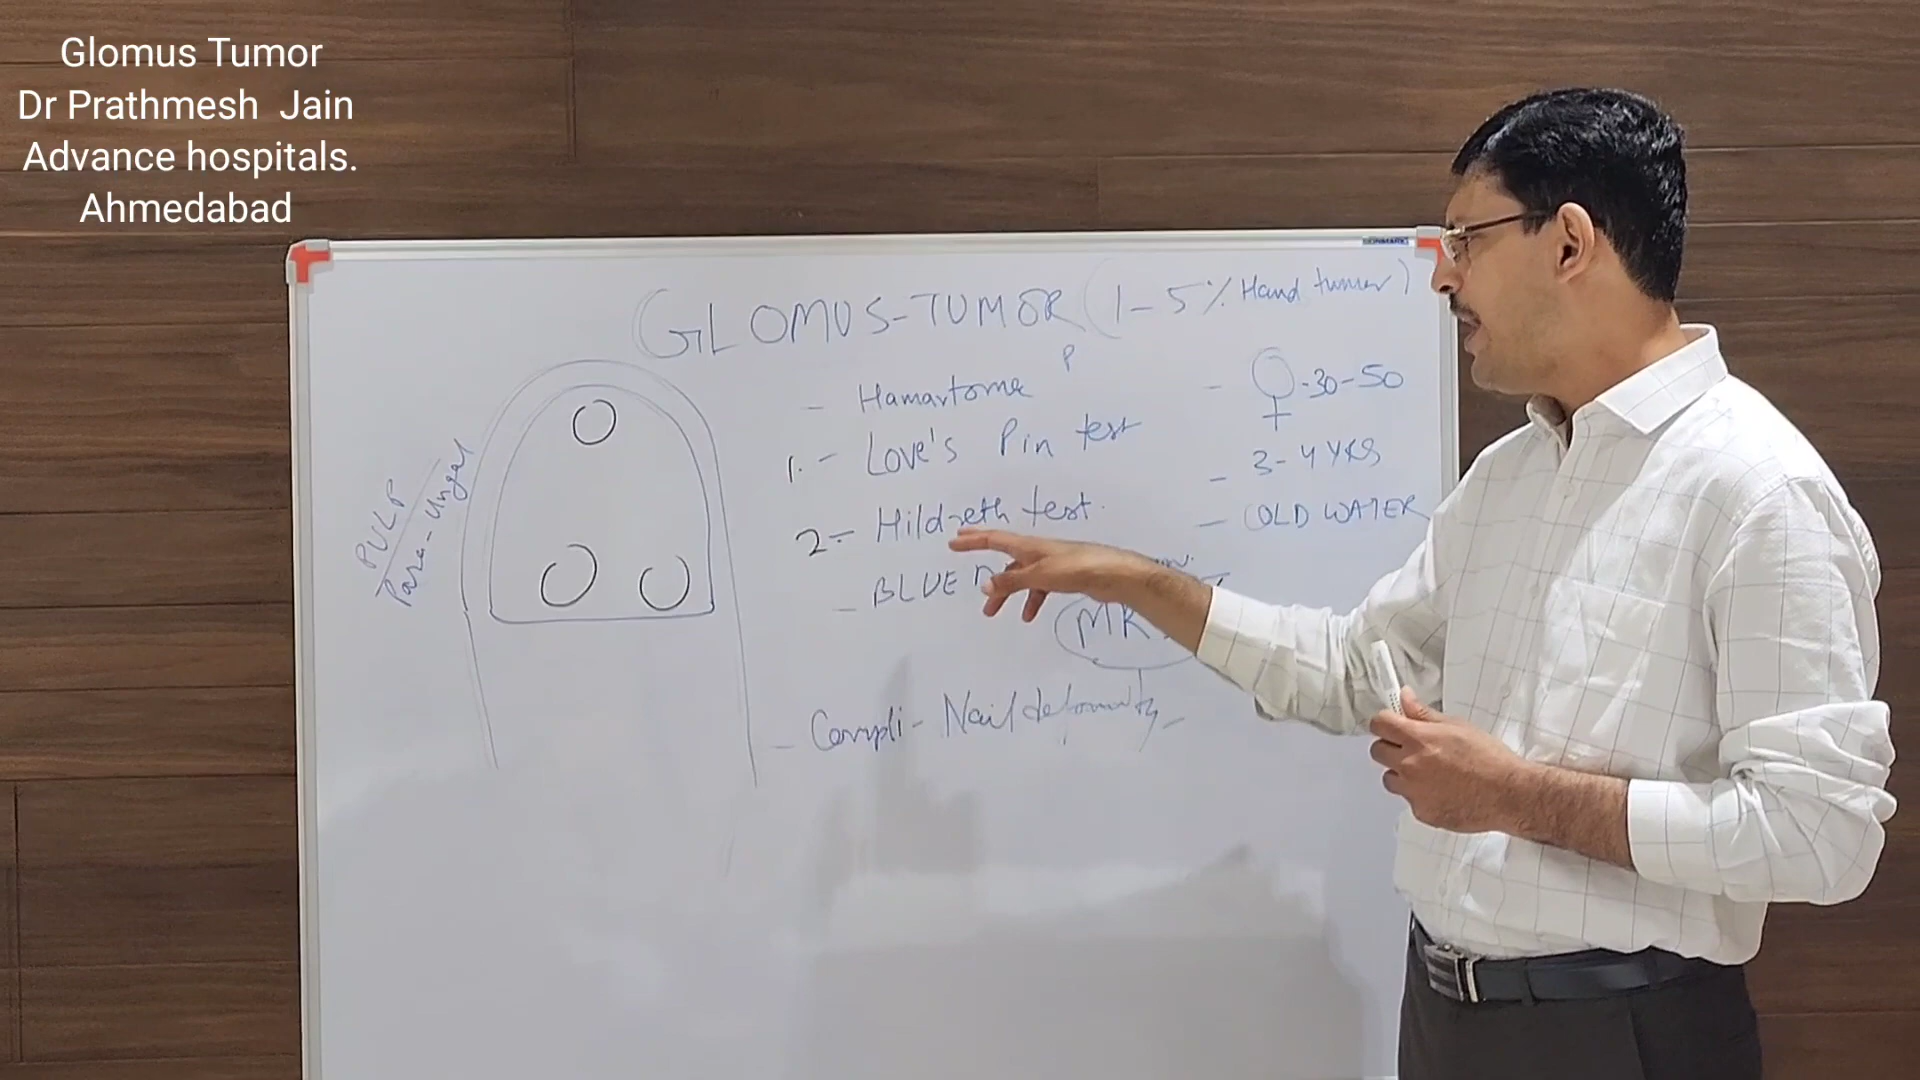 Glomus Tumor
Dr Prathmesh Jain
Advance hospitals.
Ahmedabad
GLOMUS-TUMOR (1-5% Hand tumor)
P
- Hamartoma
- ♀-30-50
1. - Love's Pin test
- 3-4 YRS
2 - Hildreth test.
- COLD WATER
- BLUE
MR
PULP
Para-Ungal
- Compli - Nail deformity -